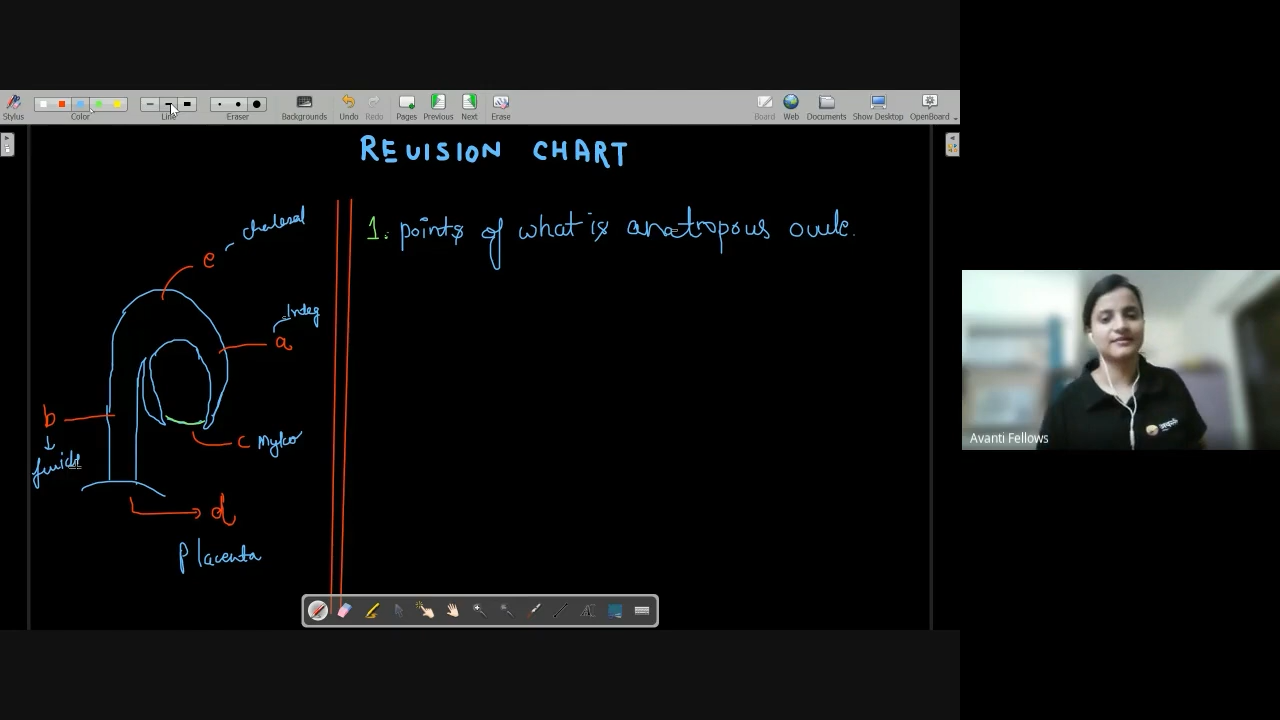 Stylus
Color
Line
Eraser
Backgrounds
Undo
Redo
Pages
Previous
Next
Erase
Board
Web
Documents
Show Desktop
OpenBoard
REVISION CHART
1. points of what is anatropous ovule.
e
chalazal
Integ
a
b
c
d
Placenta
Avanti Fellows